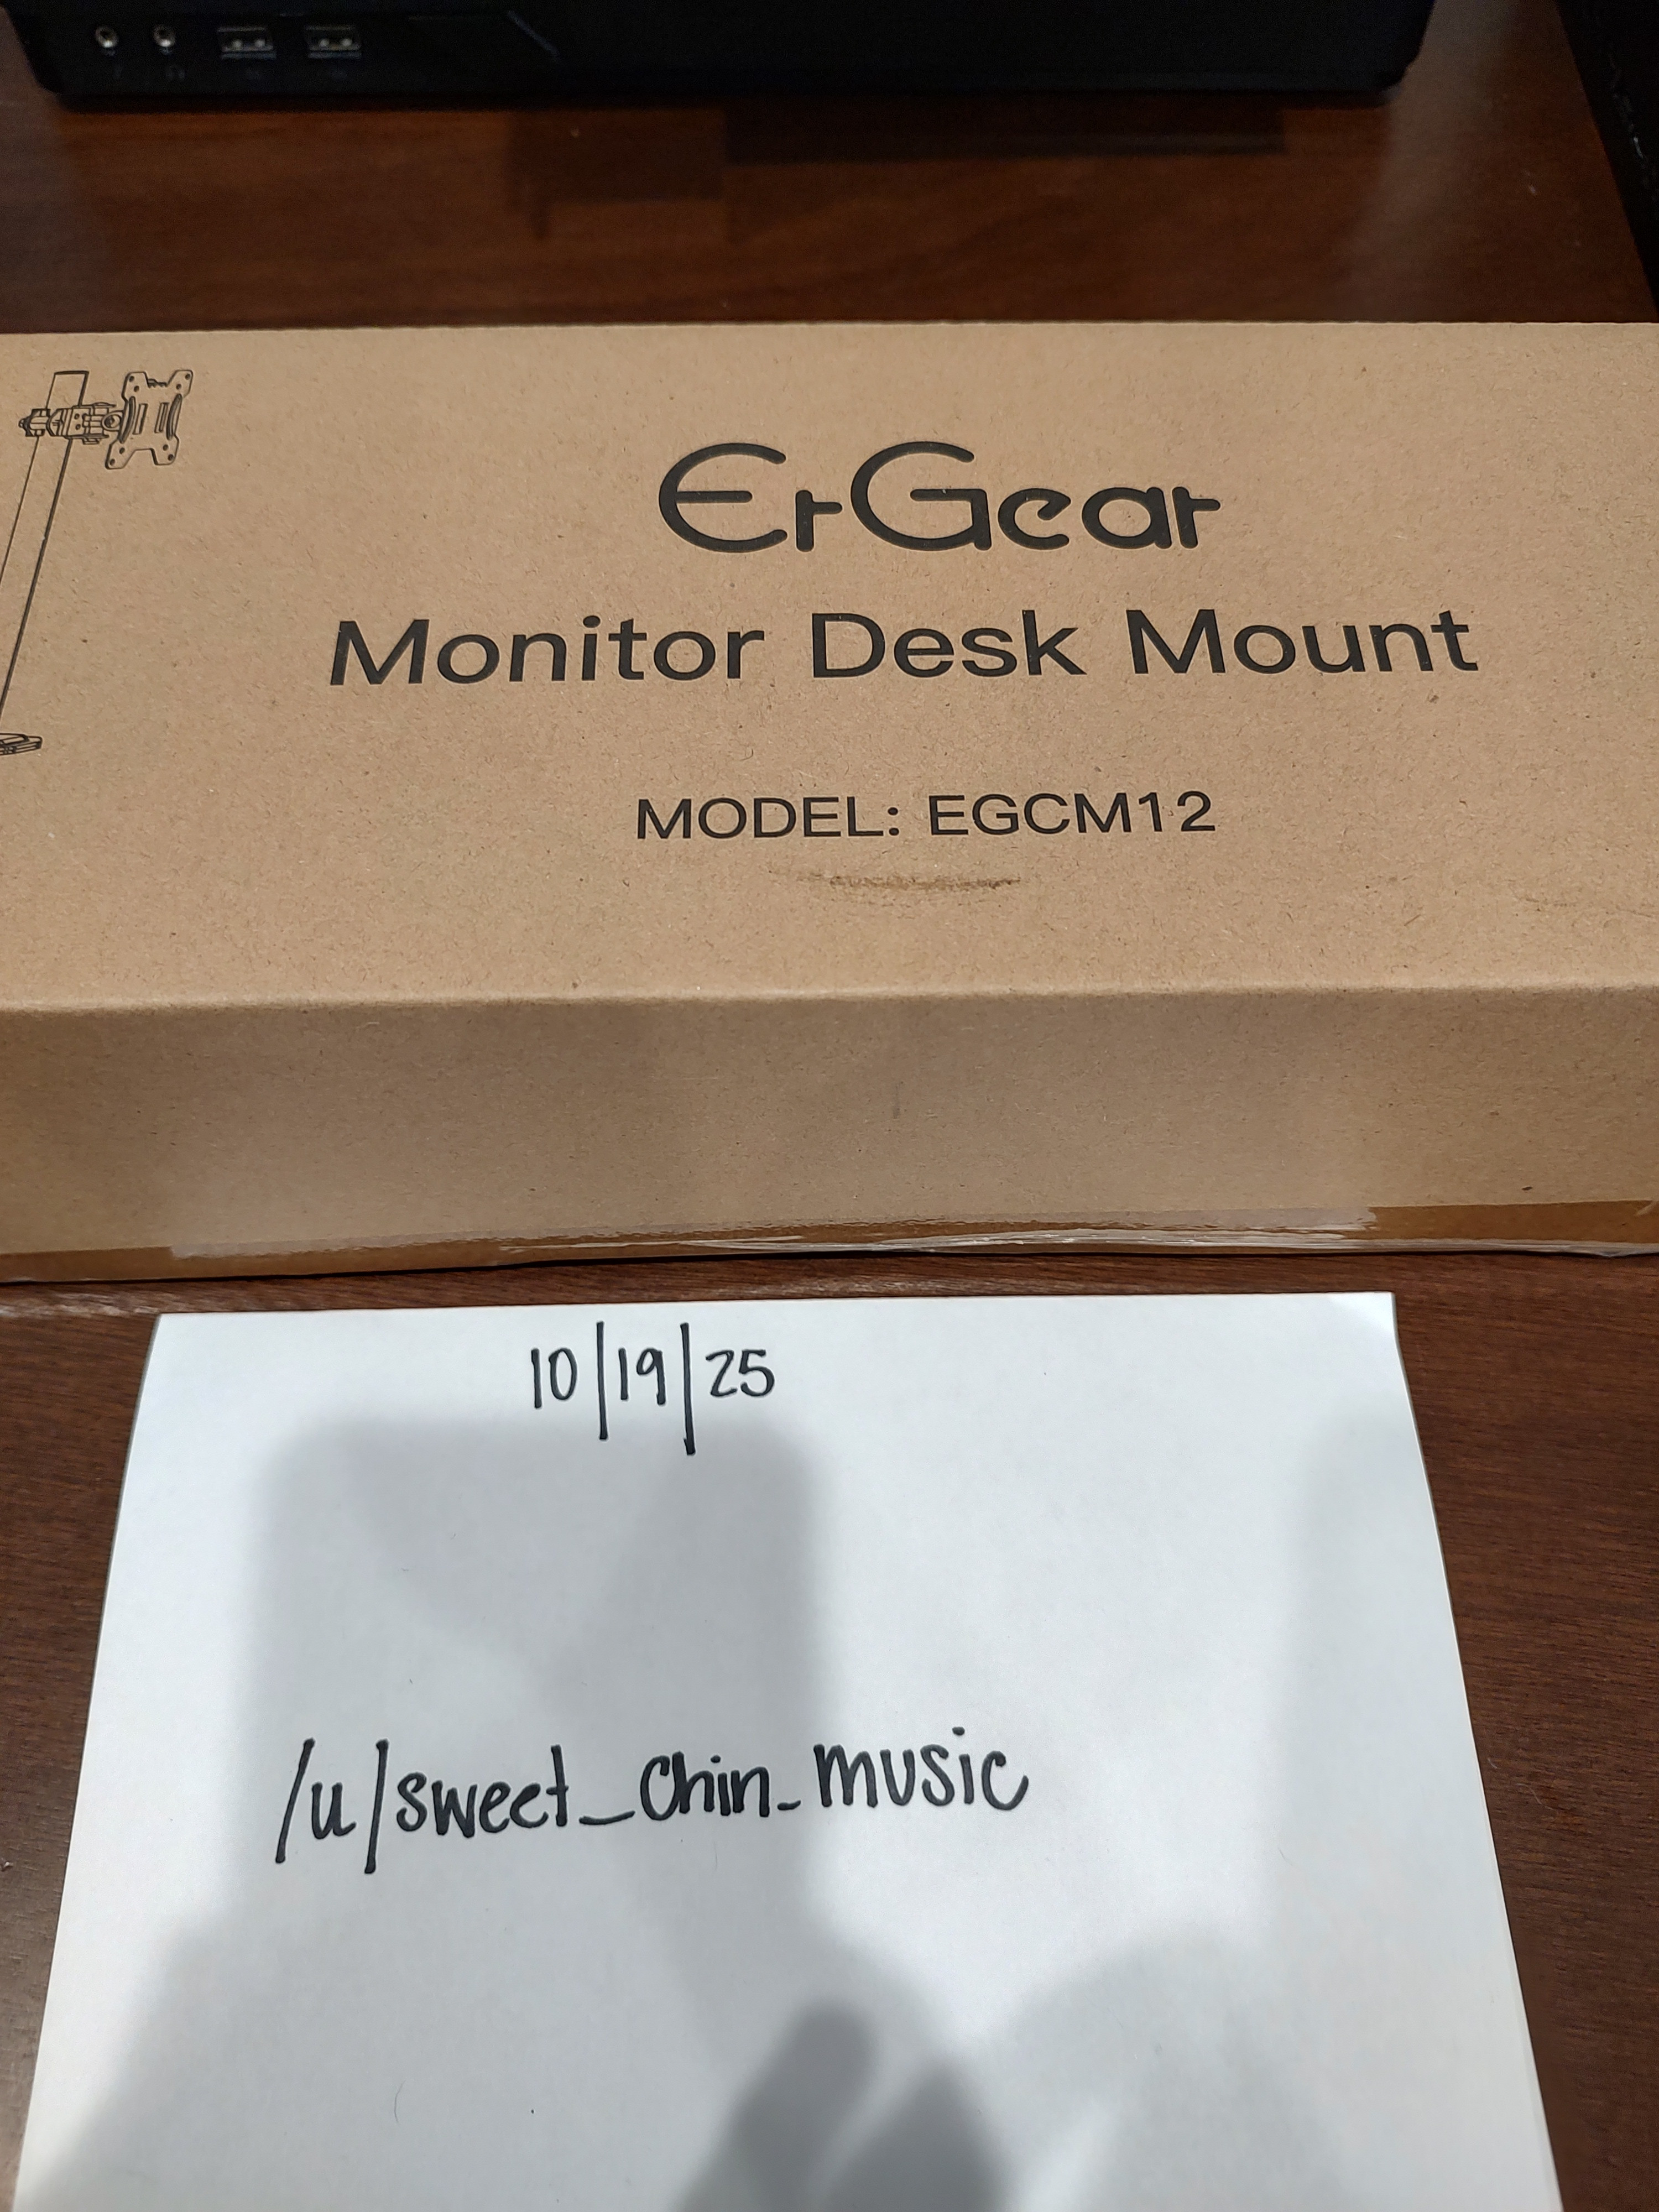 ErGear
Monitor Desk Mount
MODEL: EGCM12
10/19/25
/u/sweet_chin_music